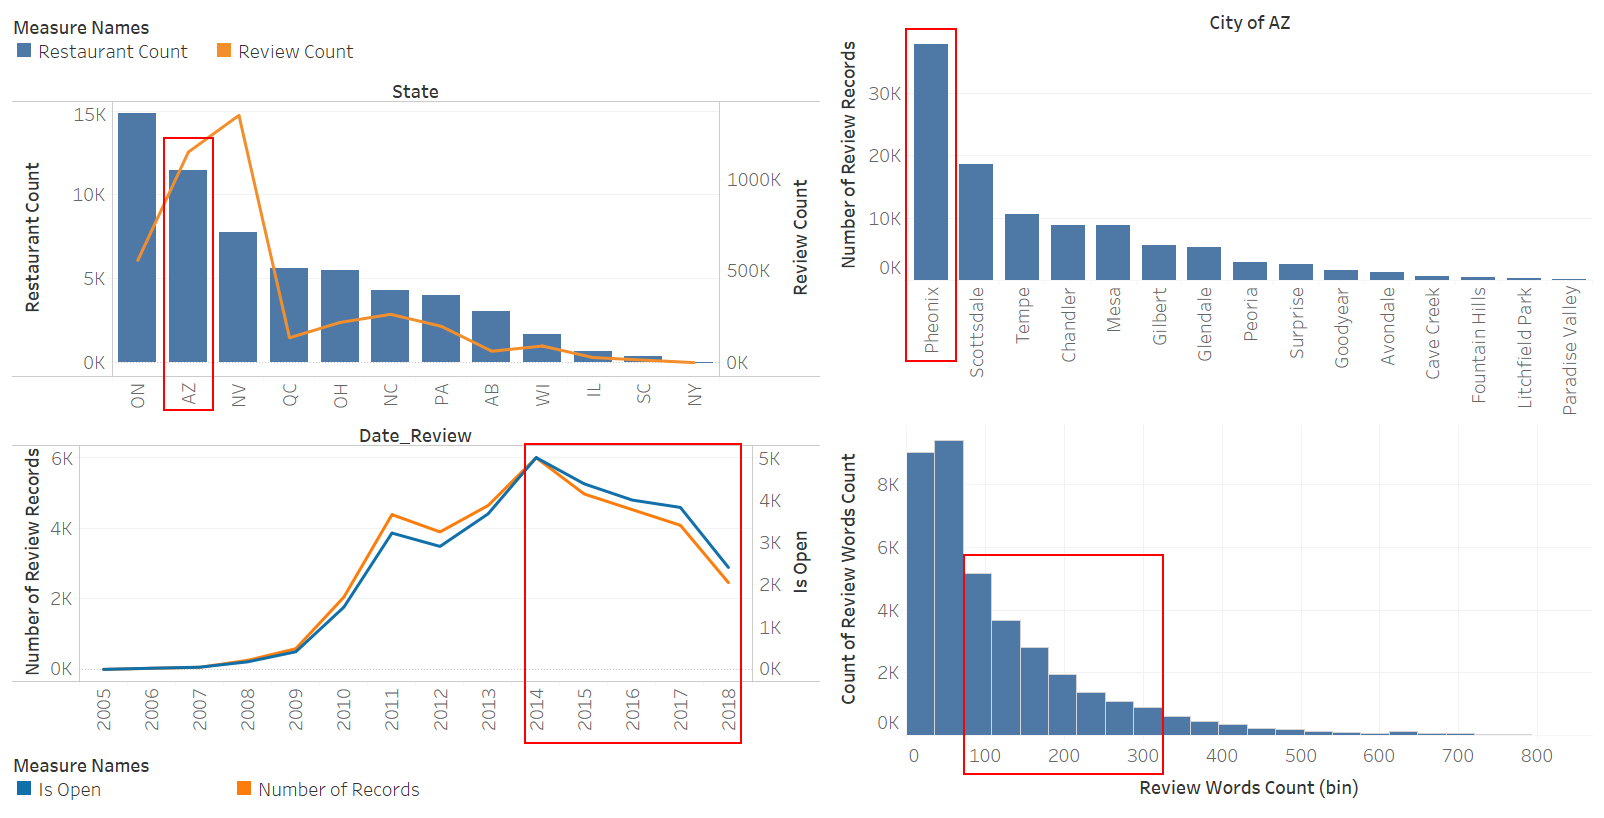 Measure Names
Restaurant Count
Review Count
State
Restaurant Count
15K
10K
5K
0K
1000K
500K
0K
Review Count
ON
AZ
NV
QC
OH
NC
PA
AB
WI
IL
SC
NY
City of AZ
Number of Review Records
30K
20K
10K
0K
Pheonix
Scottsdale
Tempe
Chandler
Mesa
Gilbert
Glendale
Peoria
Surprise
Goodyear
Avondale
Cave Creek
Fountain Hills
Litchfield Park
Paradise Valley
Date_Review
Number of Review Records
6K
4K
2K
0K
5K
4K
3K
2K
1K
0K
Is Open
2005
2006
2007
2008
2009
2010
2011
2012
2013
2014
2015
2016
2017
2018
Measure Names
Is Open
Number of Records
Count of Review Words Count
8K
6K
4K
2K
0K
0
100
200
300
400
500
600
700
800
Review Words Count (bin)